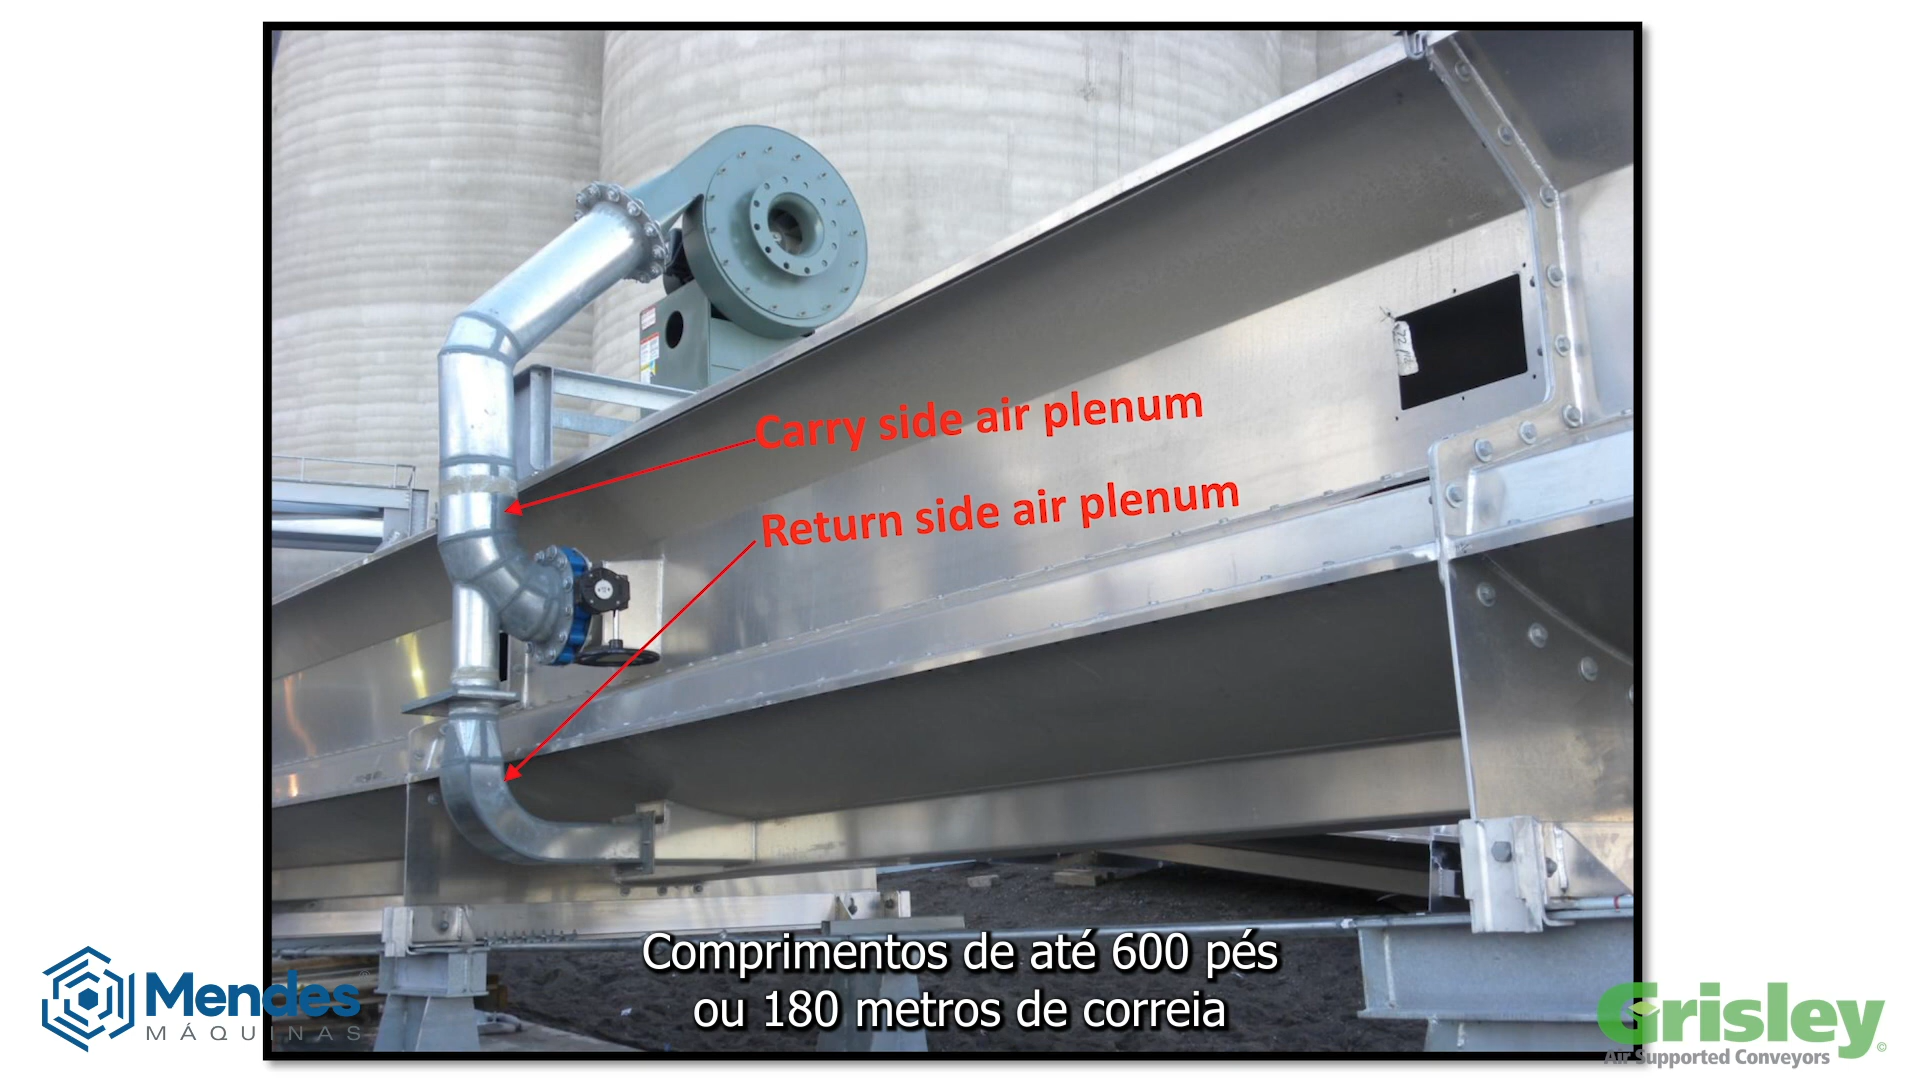 Carry side air plenum
Return side air plenum
Comprimentos de até 600 pés
ou 180 metros de correia
Mendes
MÁQUINAS
Grisley
Air Supported Conveyors